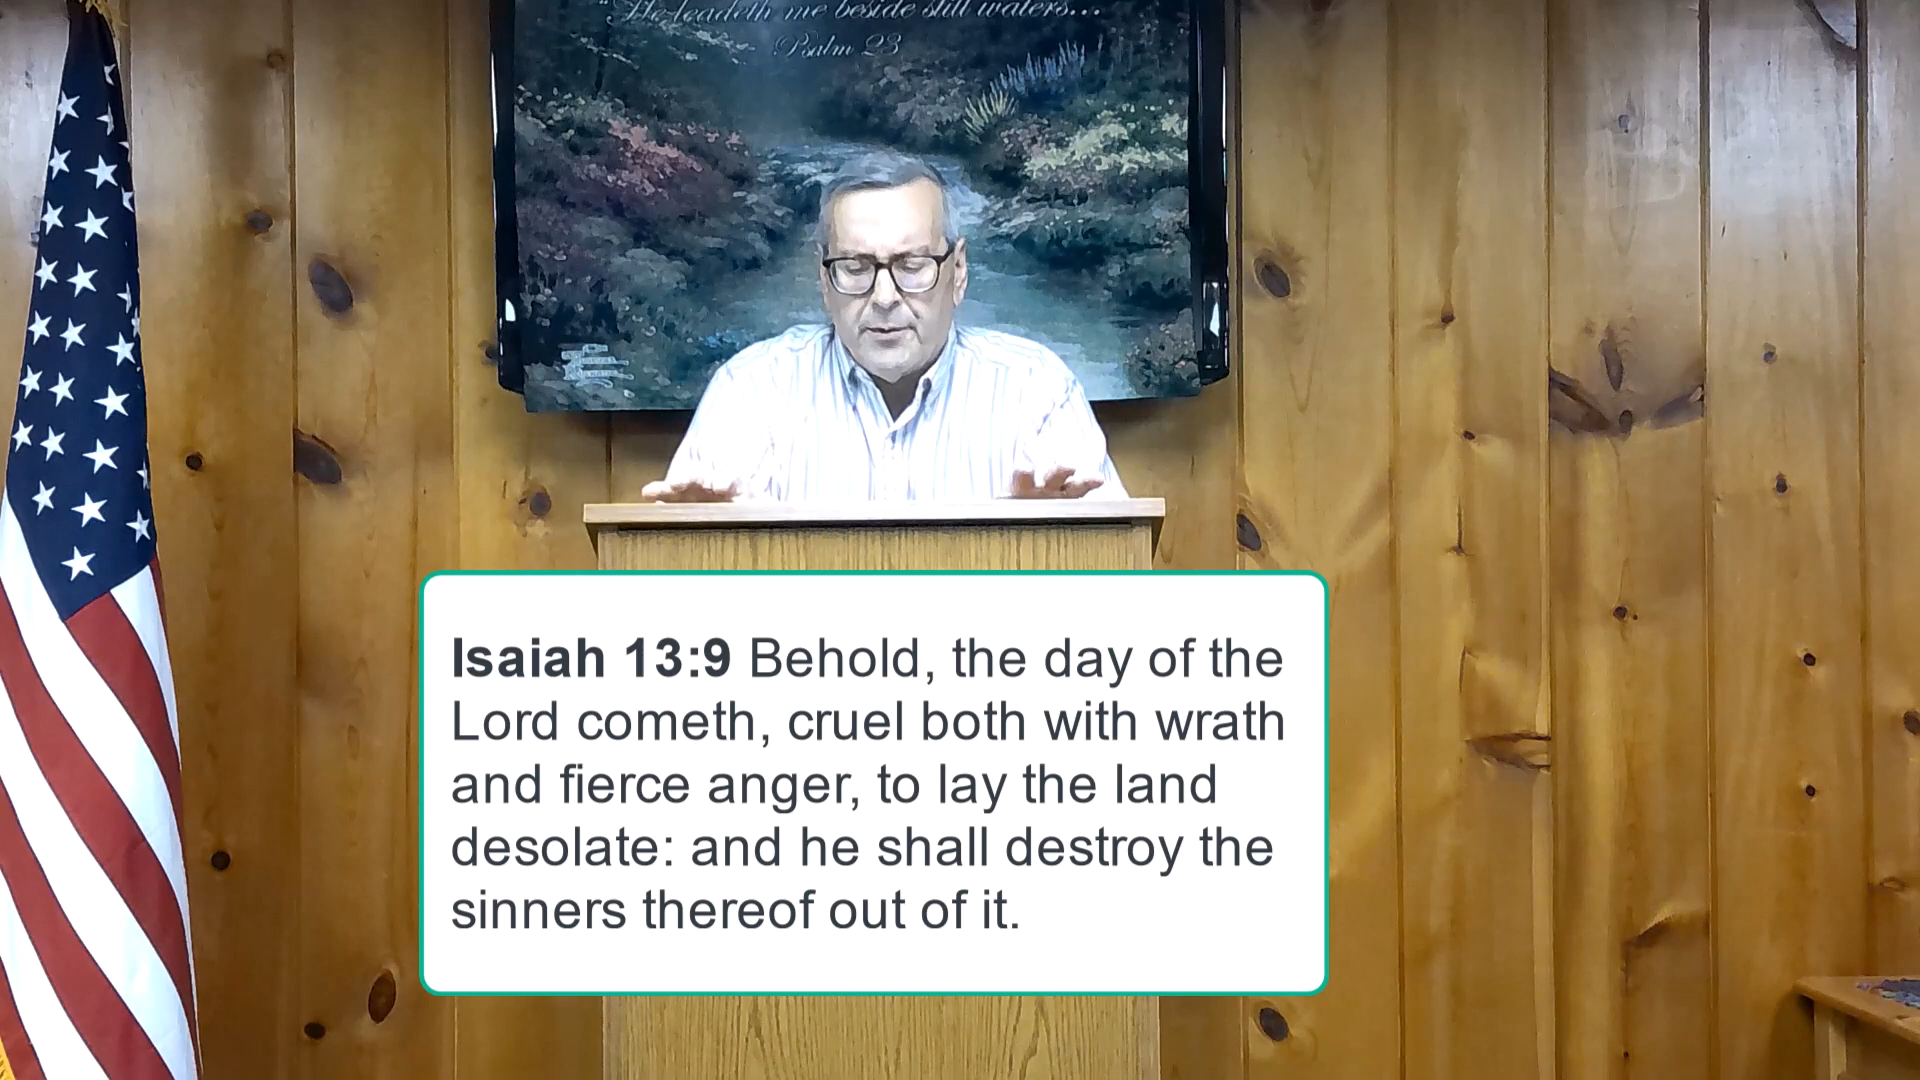 "He leadeth me beside still waters...
Psalm 23
Isaiah 13:9 Behold, the day of the
Lord cometh, cruel both with wrath
and fierce anger, to lay the land
desolate: and he shall destroy the
sinners thereof out of it.